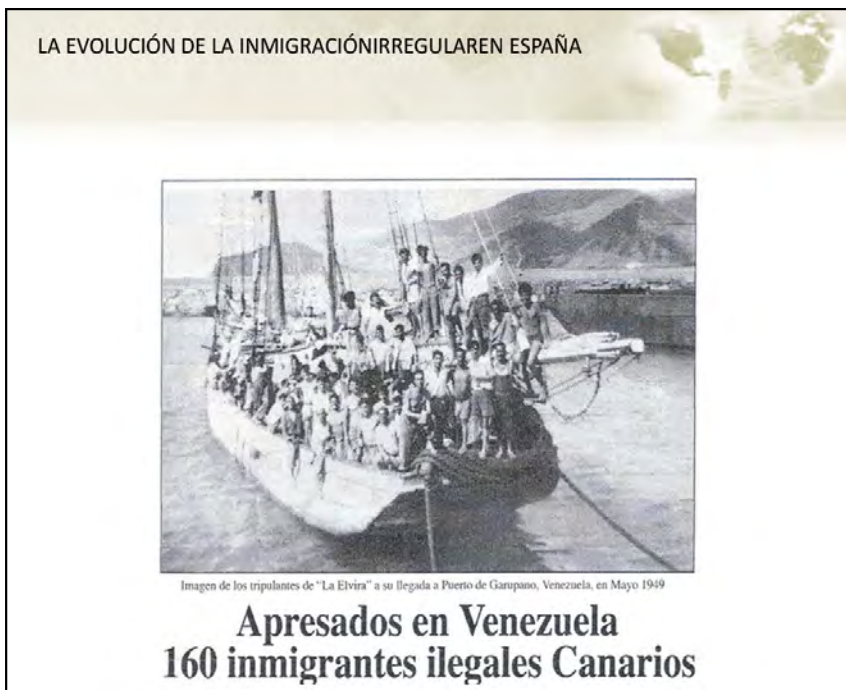 LA EVOLUCIÓN DE LA INMIGRACIÓNIRREGULAREN ESPAÑA
Imagen de los tripulantes de "La Elvira" a su llegada a Puerto de Garupano, Venezuela, en Mayo 1949
Apresados en Venezuela
160 inmigrantes ilegales Canarios